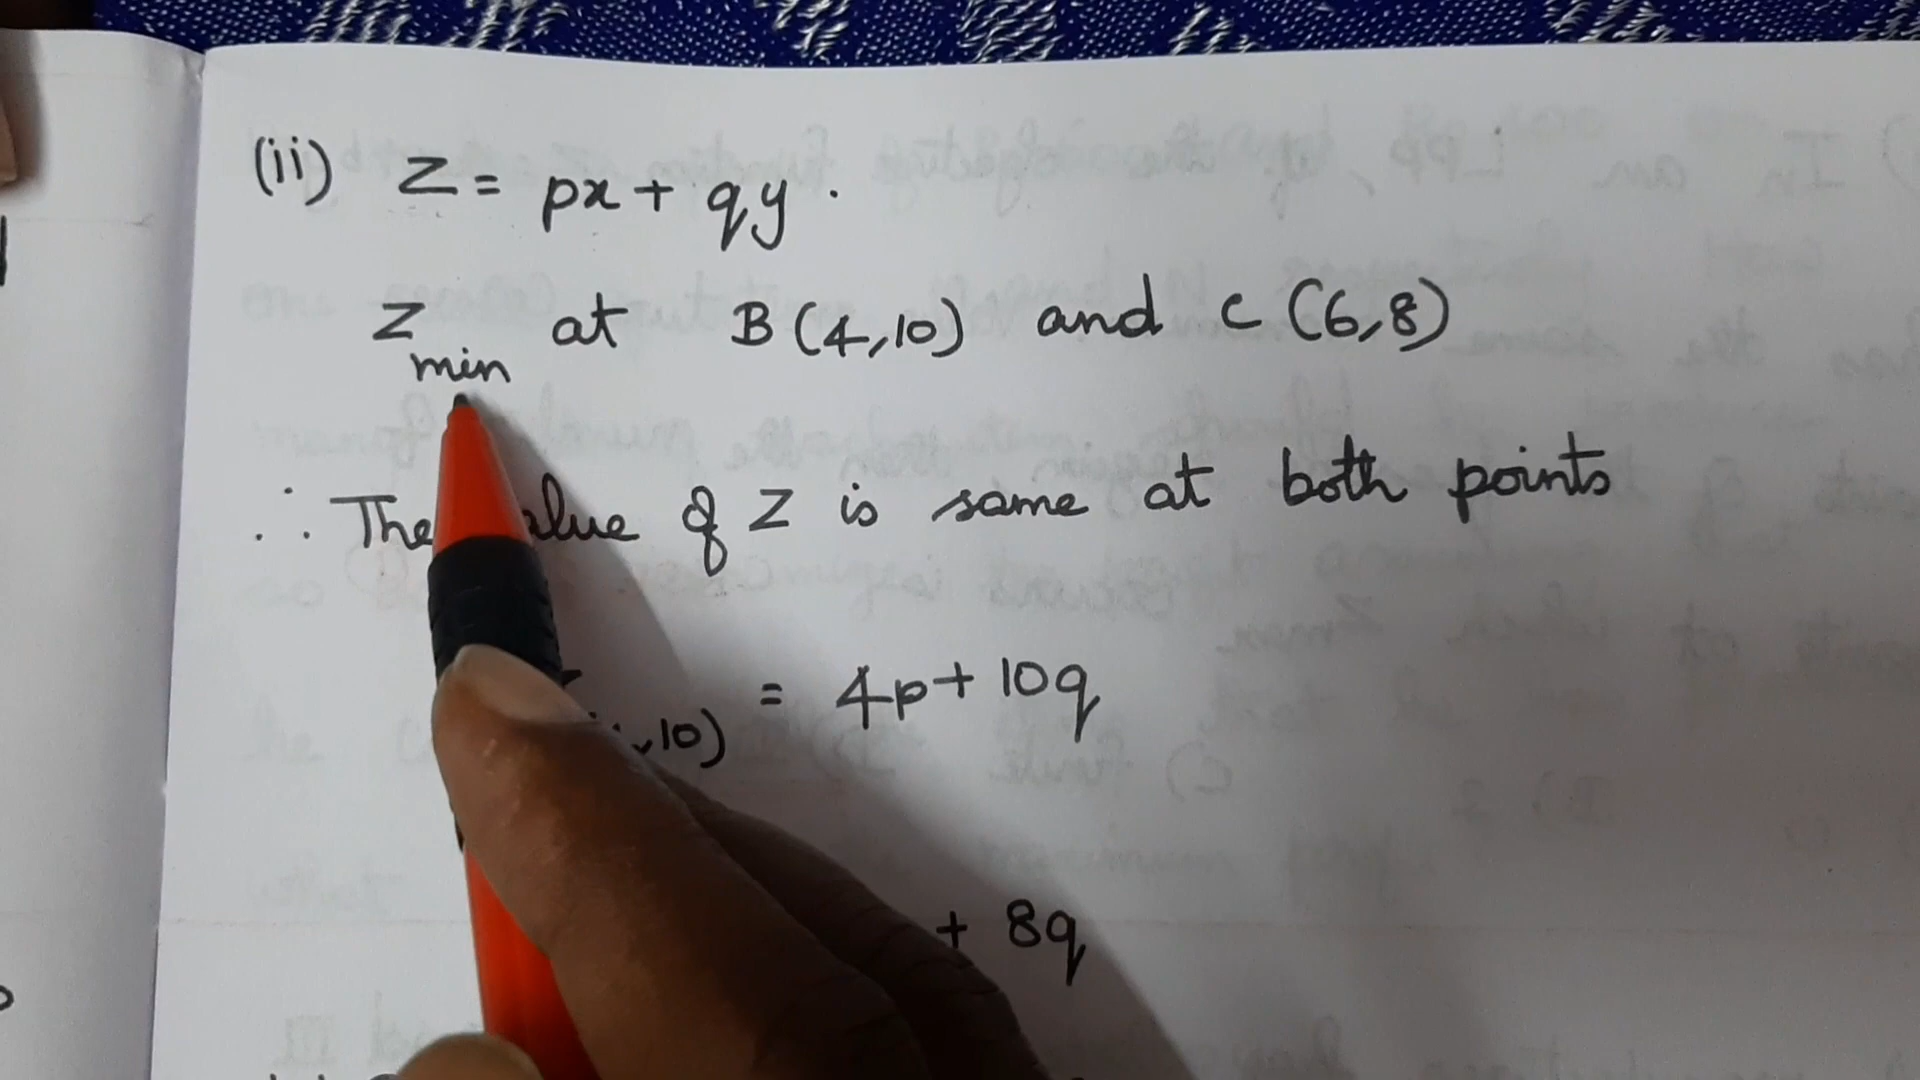 (ii) Z = px + qy.
Z min at B (4,10) and C (6,8)
∴ The value of Z is same at both points
,10) = 4p + 10q
+ 8q